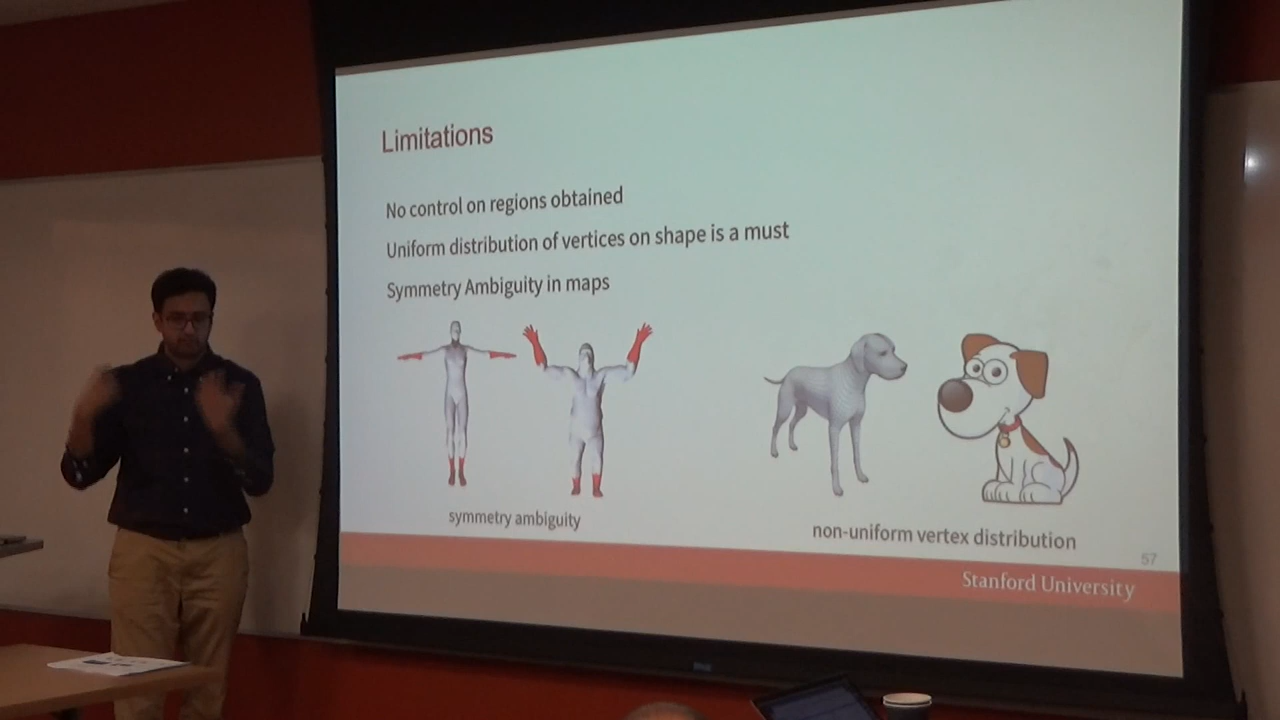 Limitations
No control on regions obtained
Uniform distribution of vertices on shape is a must
Symmetry Ambiguity in maps
symmetry ambiguity
non-uniform vertex distribution
57
Stanford University